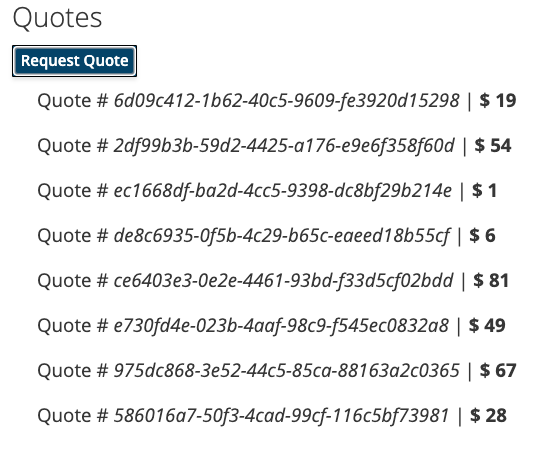 Quotes
Request Quote
Quote # 6d09c412-1b62-40c5-9609-fe3920d15298 | $ 19
Quote # 2df99b3b-59d2-4425-a176-e9e6f358f60d | $ 54
Quote # ec1668df-ba2d-4cc5-9398-dc8bf29b214e | $ 1
Quote # de8c6935-0f5b-4c29-b65c-eaeed18b55cf | $ 6
Quote # ce6403e3-0e2e-4461-93bd-f33d5cf02bdd | $ 81
Quote # e730fd4e-023b-4aaf-98c9-f545ec0832a8 | $ 49
Quote # 975dc868-3e52-44c5-85ca-88163a2c0365 | $ 67
Quote # 586016a7-50f3-4cad-99cf-116c5bf73981 | $ 28